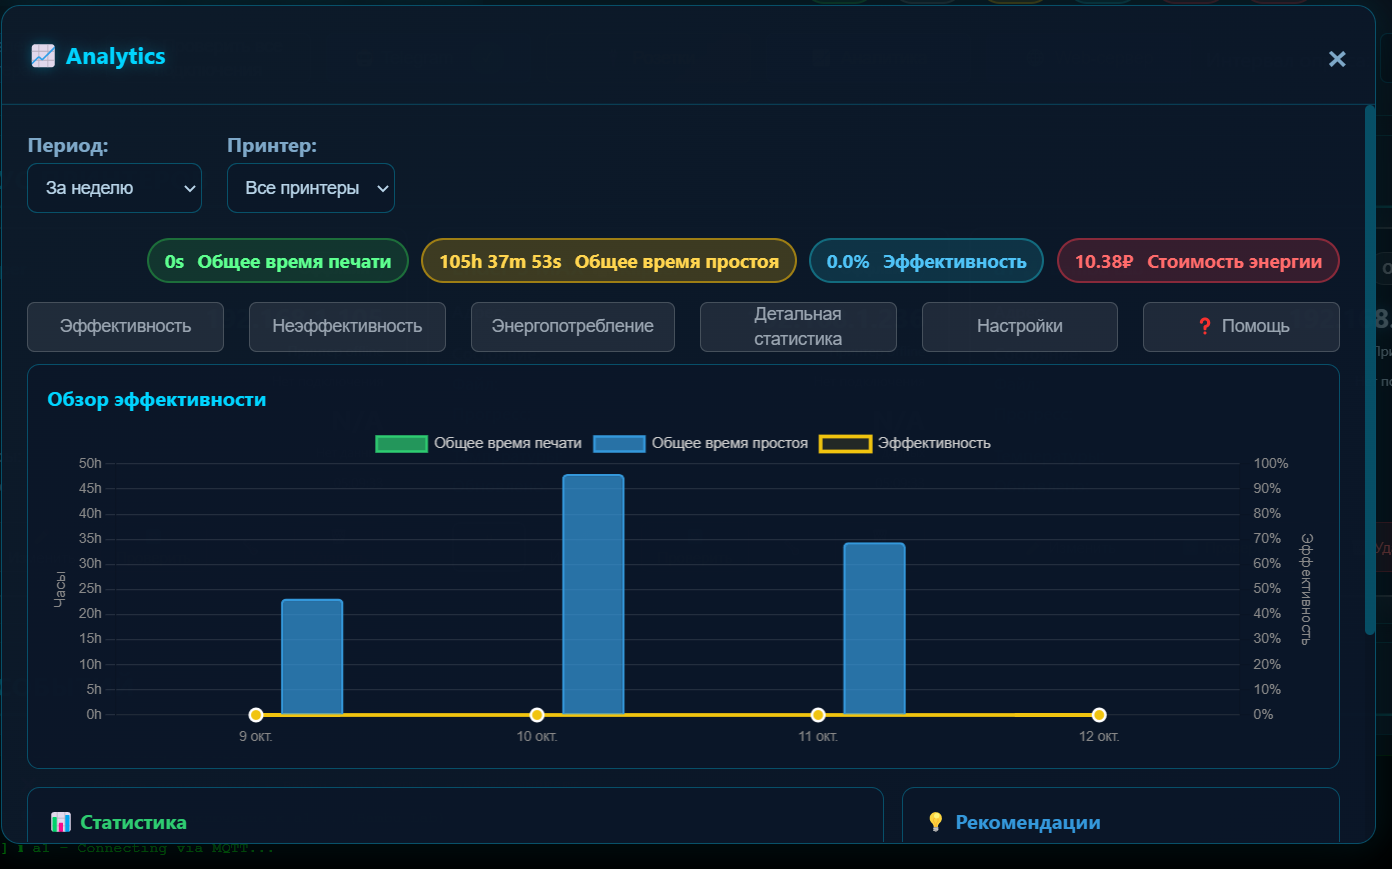 📈 Analytics
×
Период: Принтер:
За неделю Все принтеры
0s Общее время печати 105h 37m 53s Общее время простоя 0.0% Эффективность 10.38₽ Стоимость энергии
Эффективность Неэффективность Энергопотребление Детальная
статистика Настройки ❓ Помощь
Обзор эффективности
Общее время печати Общее время простоя Эффективность
50h 100%
45h 90%
40h 80%
35h 70%
30h 60%
25h 50%
20h 40%
15h 30%
10h 20%
5h 10%
0h 0%
Часы
Эффективность
9 окт. 10 окт. 11 окт. 12 окт.
📊 Статистика 💡 Рекомендации
] ℹ a1 – Connecting via MQTT...